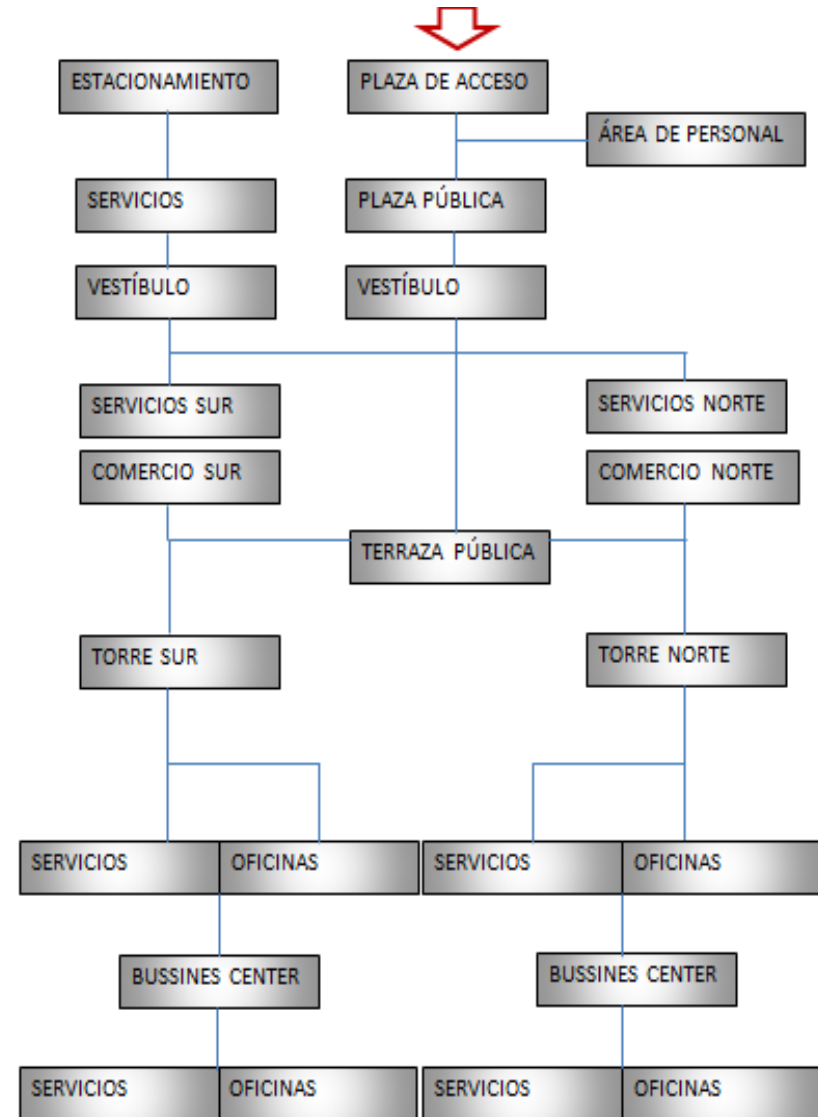 ESTACIONAMIENTO
PLAZA DE ACCESO
ÁREA DE PERSONAL
SERVICIOS
PLAZA PÚBLICA
VESTÍBULO
VESTÍBULO
SERVICIOS SUR
SERVICIOS NORTE
COMERCIO SUR
COMERCIO NORTE
TERRAZA PÚBLICA
TORRE SUR
TORRE NORTE
SERVICIOS
OFICINAS
SERVICIOS
OFICINAS
BUSSINES CENTER
BUSSINES CENTER
SERVICIOS
OFICINAS
SERVICIOS
OFICINAS